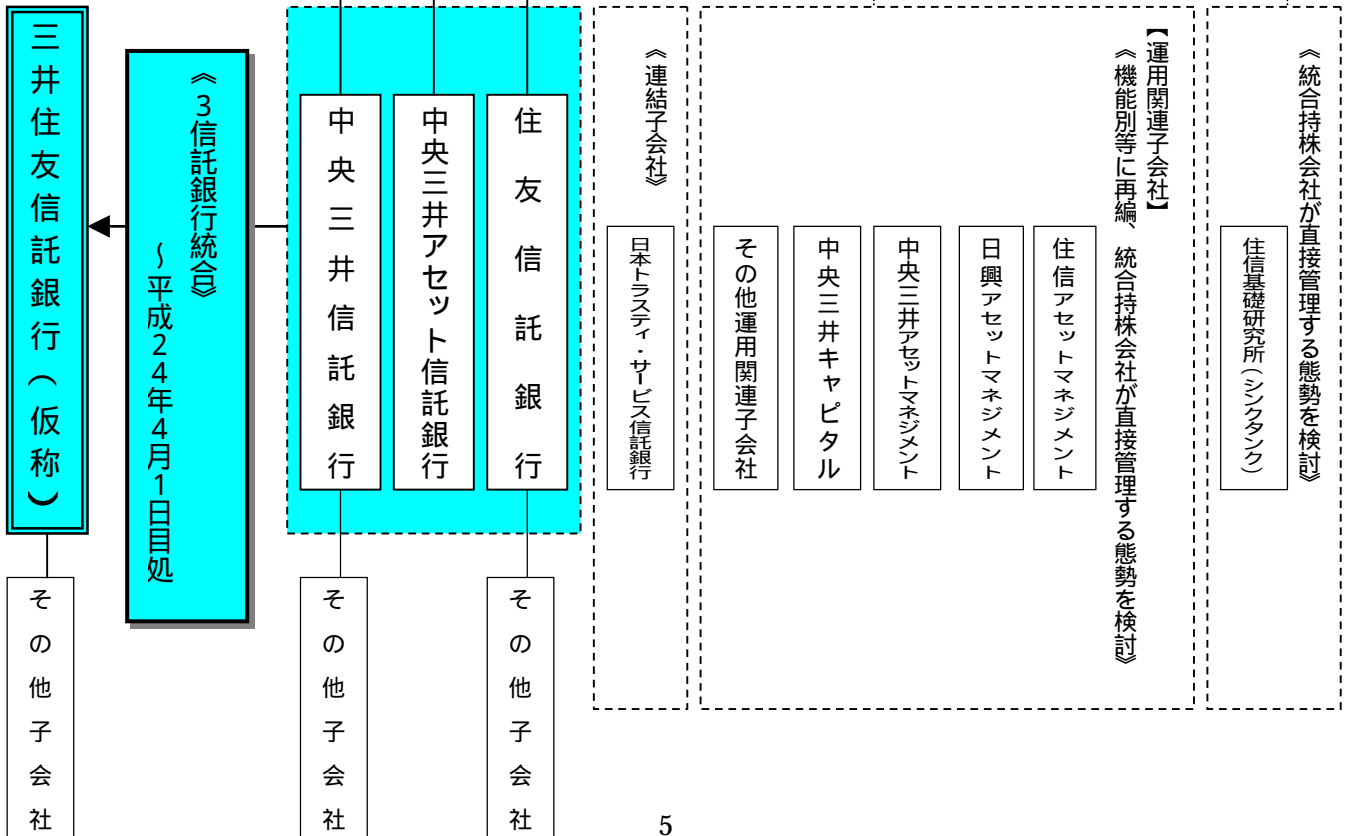 《統合持株会社が直接管理する態勢を検討》
住信基礎研究所(シンクタンク)
【運用関連子会社】
《機能別等に再編、統合持株会社が直接管理する態勢を検討》
住信アセットマネジメント
日興アセットマネジメント
中央三井アセットマネジメント
中央三井キャピタル
その他運用関連子会社
《連結子会社》
日本トラスティ・サービス信託銀行
住友信託銀行
中央三井アセット信託銀行
中央三井信託銀行
《3信託銀行統合》
~平成24年4月1日目処
三井住友信託銀行(仮称)
その他子会社
その他子会社
その他子会社
5